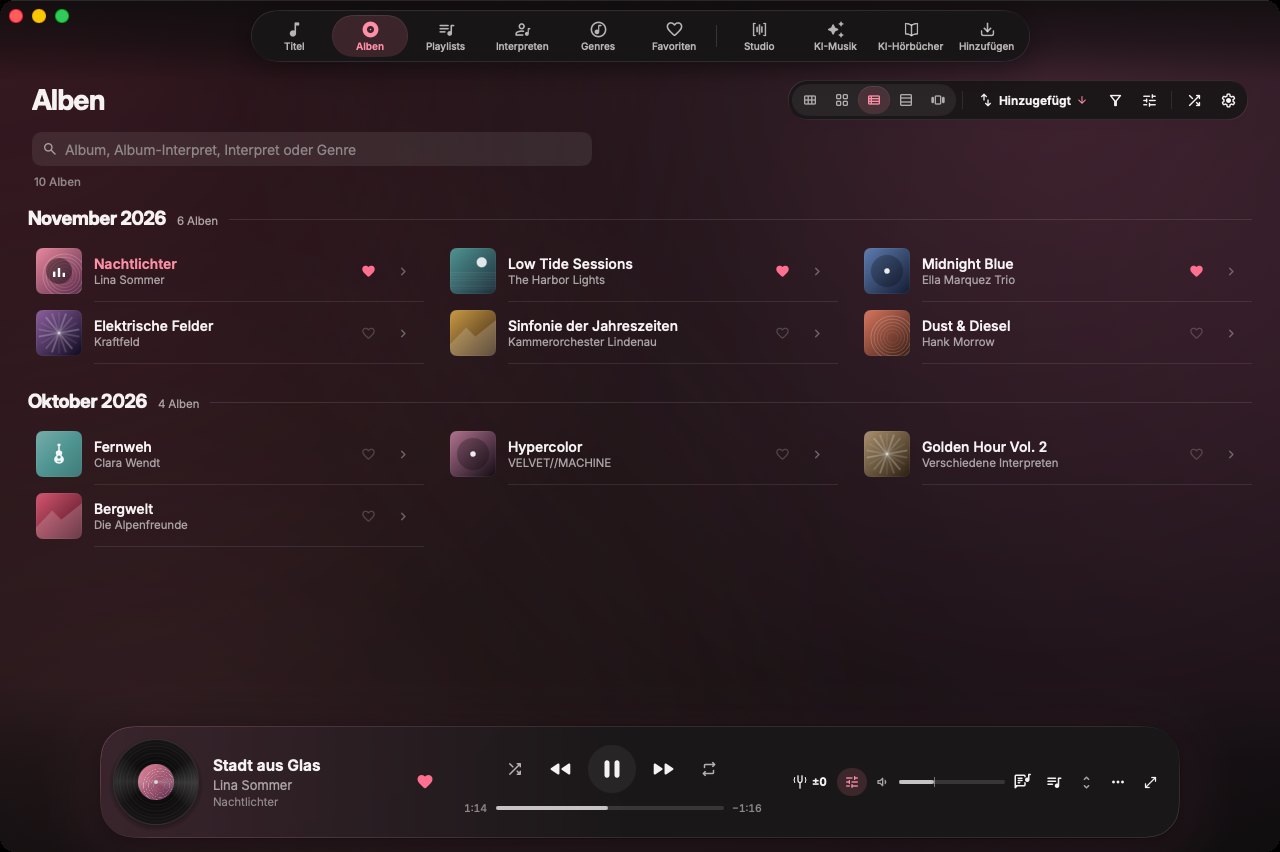 Titel
Alben
Playlists
Interpreten
Genres
Favoriten
Studio
KI-Musik
KI-Hörbücher
Hinzufügen
Alben
Hinzugefügt
Album, Album-Interpret, Interpret oder Genre
10 Alben
November 2026 6 Alben
Nachtlichter
Lina Sommer
Low Tide Sessions
The Harbor Lights
Midnight Blue
Ella Marquez Trio
Elektrische Felder
Kraftfeld
Sinfonie der Jahreszeiten
Kammerorchester Lindenau
Dust & Diesel
Hank Morrow
Oktober 2026 4 Alben
Fernweh
Clara Wendt
Hypercolor
VELVET//MACHINE
Golden Hour Vol. 2
Verschiedene Interpreten
Bergwelt
Die Alpenfreunde
Stadt aus Glas
Lina Sommer
Nachtlichter
1:14
−1:16
±0